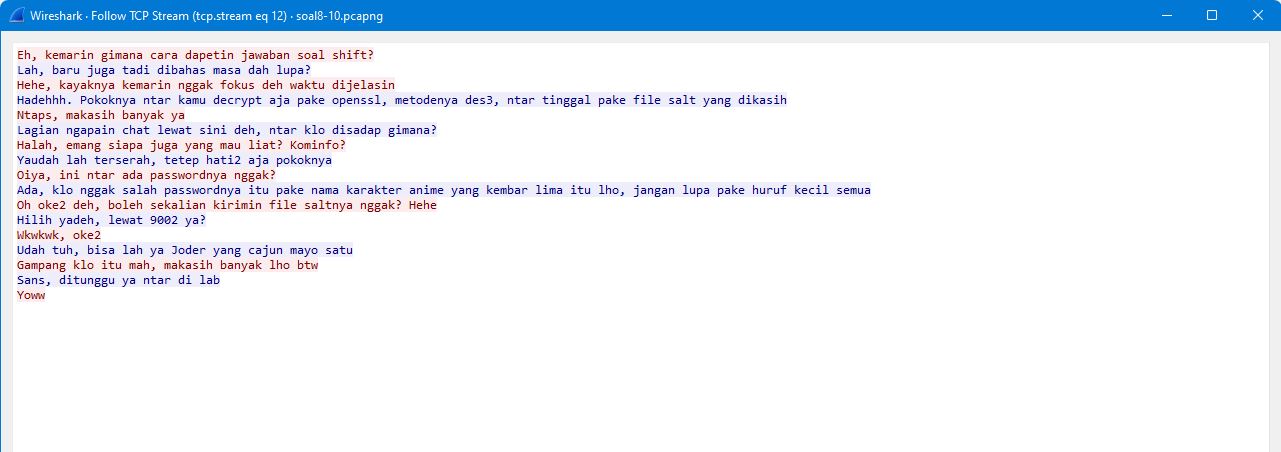 Wireshark · Follow TCP Stream (tcp.stream eq 12) · soal8-10.pcapng
Eh, kemarin gimana cara dapetin jawaban soal shift?
Lah, baru juga tadi dibahas masa dah lupa?
Hehe, kayaknya kemarin nggak fokus deh waktu dijelasin
Hadehhh. Pokoknya ntar kamu decrypt aja pake openssl, metodenya des3, ntar tinggal pake file salt yang dikasih
Ntaps, makasih banyak ya
Lagian ngapain chat lewat sini deh, ntar klo disadap gimana?
Halah, emang siapa juga yang mau liat? Kominfo?
Yaudah lah terserah, tetep hati2 aja pokoknya
Oiya, ini ntar ada passwordnya nggak?
Ada, klo nggak salah passwordnya itu pake nama karakter anime yang kembar lima itu lho, jangan lupa pake huruf kecil semua
Oh oke2 deh, boleh sekalian kirimin file saltnya nggak? Hehe
Hilih yadeh, lewat 9002 ya?
Wkwkwk, oke2
Udah tuh, bisa lah ya Joder yang cajun mayo satu
Gampang klo itu mah, makasih banyak lho btw
Sans, ditunggu ya ntar di lab
Yoww